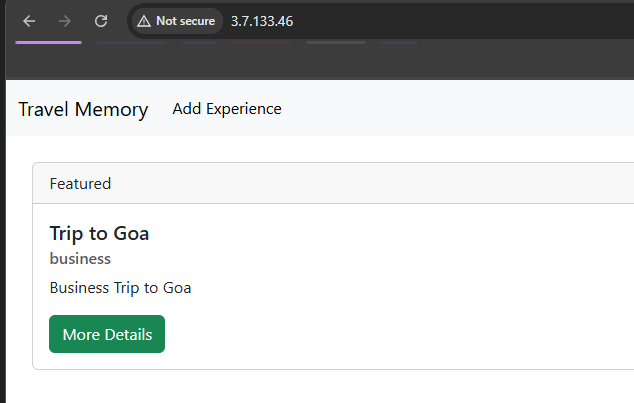 Not secure 3.7.133.46
Travel Memory Add Experience
Featured
Trip to Goa
business
Business Trip to Goa
More Details